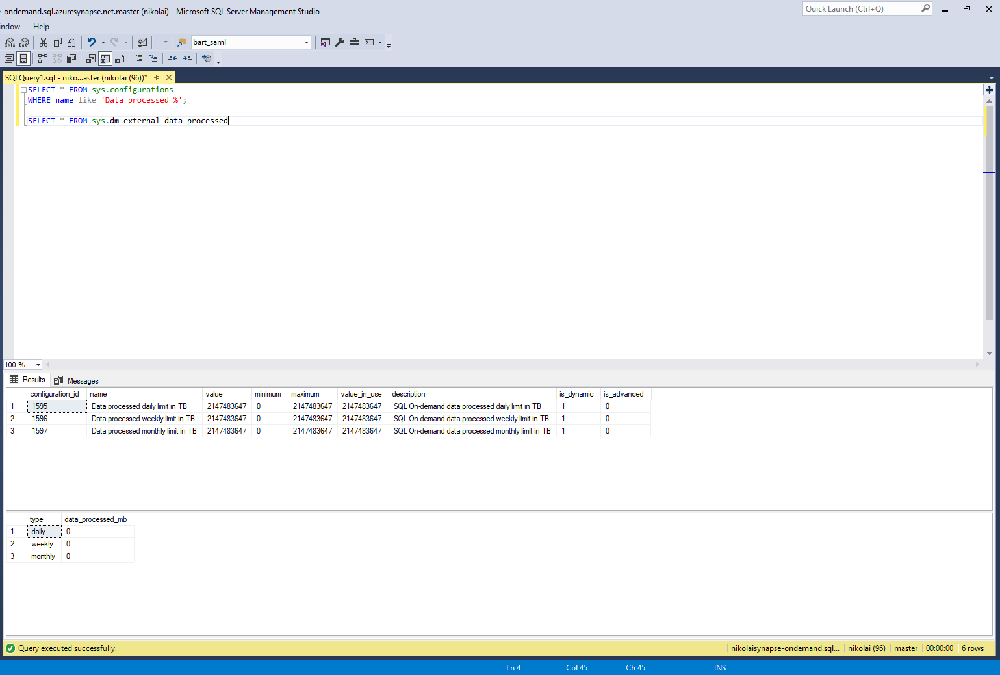 e-ondemand.sql.azuresynapse.net.master (nikolai) - Microsoft SQL Server Management Studio
Quick Launch (Ctrl+Q)
indow Help
XMLA DAX bart_saml
SQLQuery1.sql - niko...aster (nikolai (96))*
SELECT * FROM sys.configurations
WHERE name like 'Data processed %';
SELECT * FROM sys.dm_external_data_processed
100 %
Results Messages
configuration_id name value minimum maximum value_in_use description is_dynamic is_advanced
1 1595 Data processed daily limit in TB 2147483647 0 2147483647 2147483647 SQL On-demand data processed daily limit in TB 1 0
2 1596 Data processed weekly limit in TB 2147483647 0 2147483647 2147483647 SQL On-demand data processed weekly limit in TB 1 0
3 1597 Data processed monthly limit in TB 2147483647 0 2147483647 2147483647 SQL On-demand data processed monthly limit in TB 1 0
type data_processed_mb
1 daily 0
2 weekly 0
3 monthly 0
Query executed successfully.
nikolaisynapse-ondemand.sql... nikolai (96) master 00:00:00 6 rows
Ln 4 Col 45 Ch 45 INS